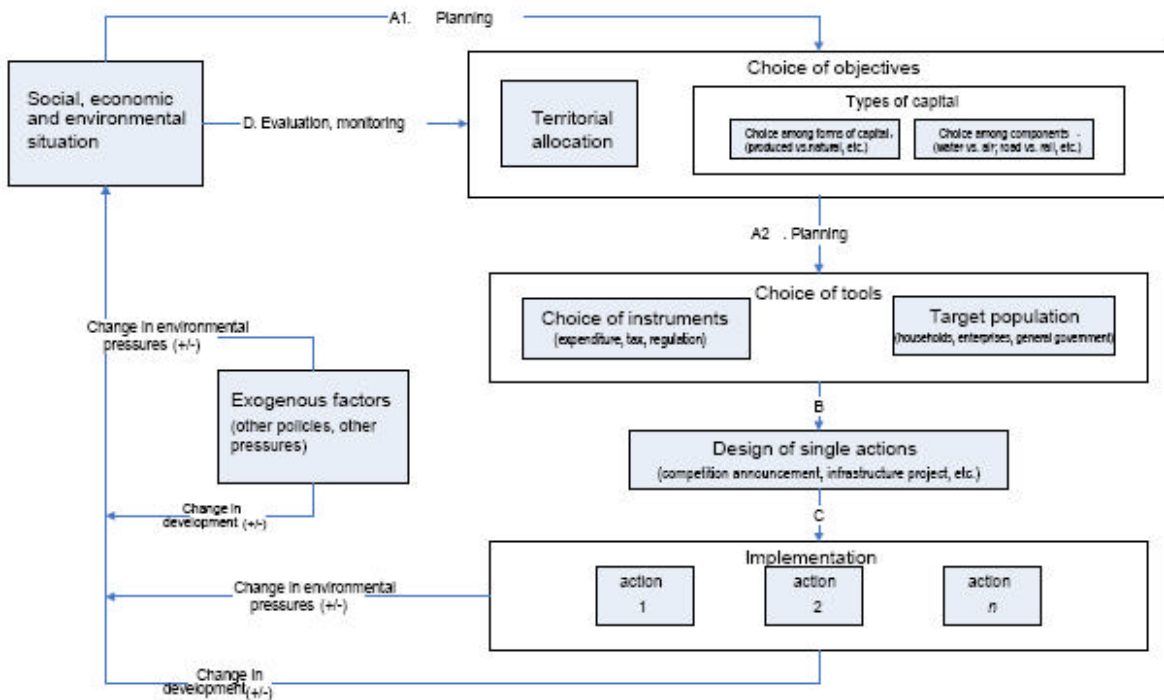 A1. Planning
Social, economic
and environmental
situation
D. Evaluation, monitoring
Choice of objectives
Territorial
allocation
Types of capital
Choice among forms of capital,
(produced vs.natural, etc.)
Choice among components -
(water vs. air; road vs. rail, etc.)
A2 . Planning
Choice of tools
Choice of instruments
(expenditure, tax, regulation)
Target population
(households, enterprises, general government)
Change in environmental
pressures (+/-)
Exogenous factors
(other policies, other
pressures)
Change in
development (+/-)
B
Design of single actions
(competition announcement, infrastructure project, etc.)
C
Implementation
action
1
action
2
action
n
Change in environmental
pressures (+/-)
Change in
development(+/-)